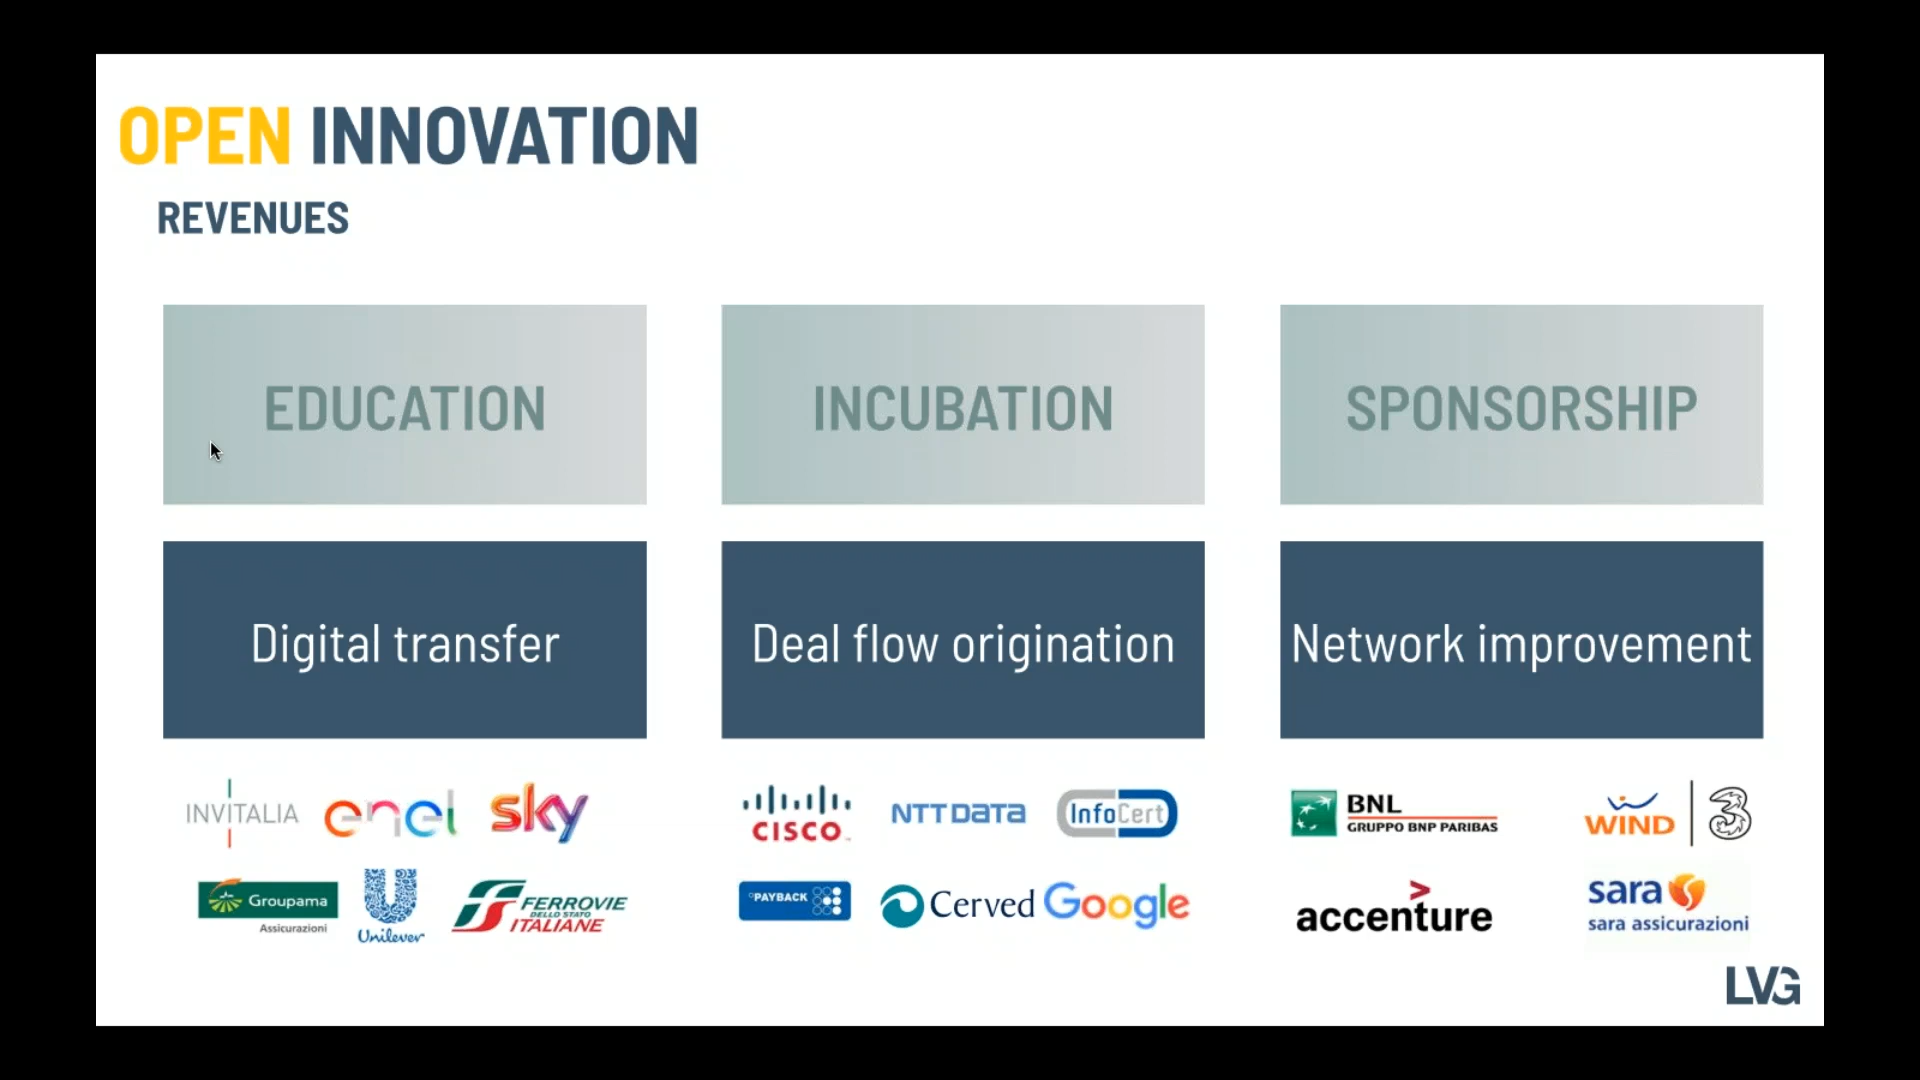 OPEN INNOVATION
REVENUES
EDUCATION
INCUBATION
SPONSORSHIP
Digital transfer
Deal flow origination
Network improvement
INVITALIA
enel
sky
CISCO
NTT DATA
InfoCert
BNL
GRUPPO BNP PARIBAS
WIND
3
Groupama
Assicurazioni
Unilever
FERROVIE
DELLO STATO
ITALIANE
°PAYBACK
Cerved
Google
accenture
sara
sara assicurazioni
LVG